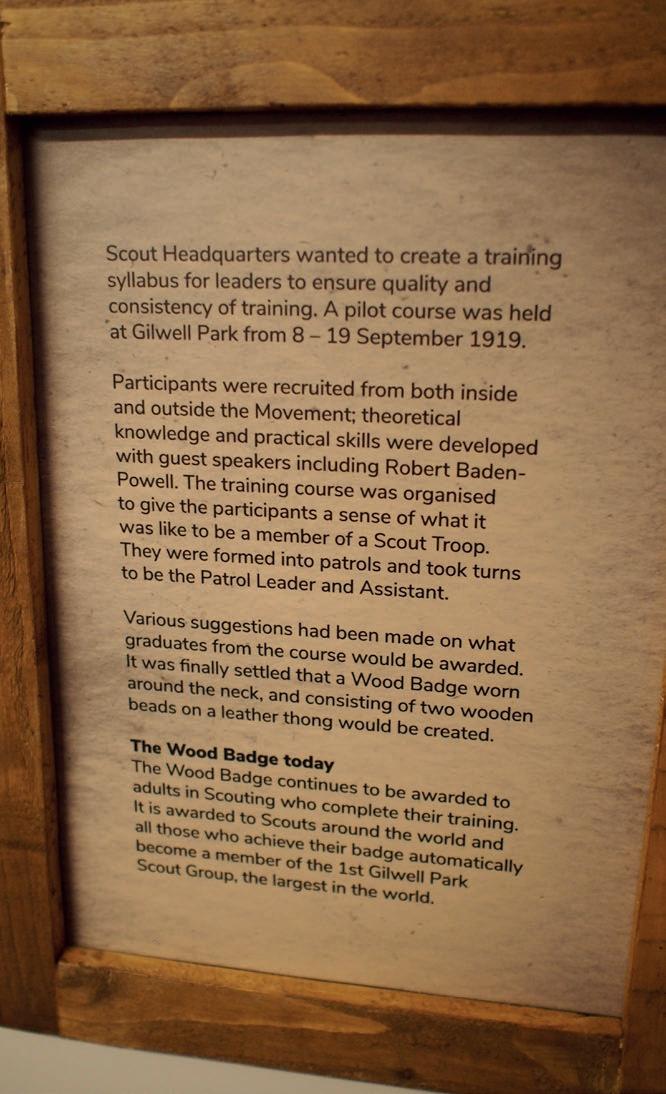 Scout Headquarters wanted to create a training
syllabus for leaders to ensure quality and
consistency of training. A pilot course was held
at Gilwell Park from 8 – 19 September 1919.
Participants were recruited from both inside
and outside the Movement; theoretical
knowledge and practical skills were developed
with guest speakers including Robert Baden-
Powell. The training course was organised
to give the participants a sense of what it
was like to be a member of a Scout Troop.
They were formed into patrols and took turns
to be the Patrol Leader and Assistant.
Various suggestions had been made on what
graduates from the course would be awarded.
It was finally settled that a Wood Badge worn
around the neck, and consisting of two wooden
beads on a leather thong would be created.
The Wood Badge today
The Wood Badge continues to be awarded to
adults in Scouting who complete their training.
It is awarded to Scouts around the world and
all those who achieve their badge automatically
become a member of the 1st Gilwell Park
Scout Group, the largest in the world.